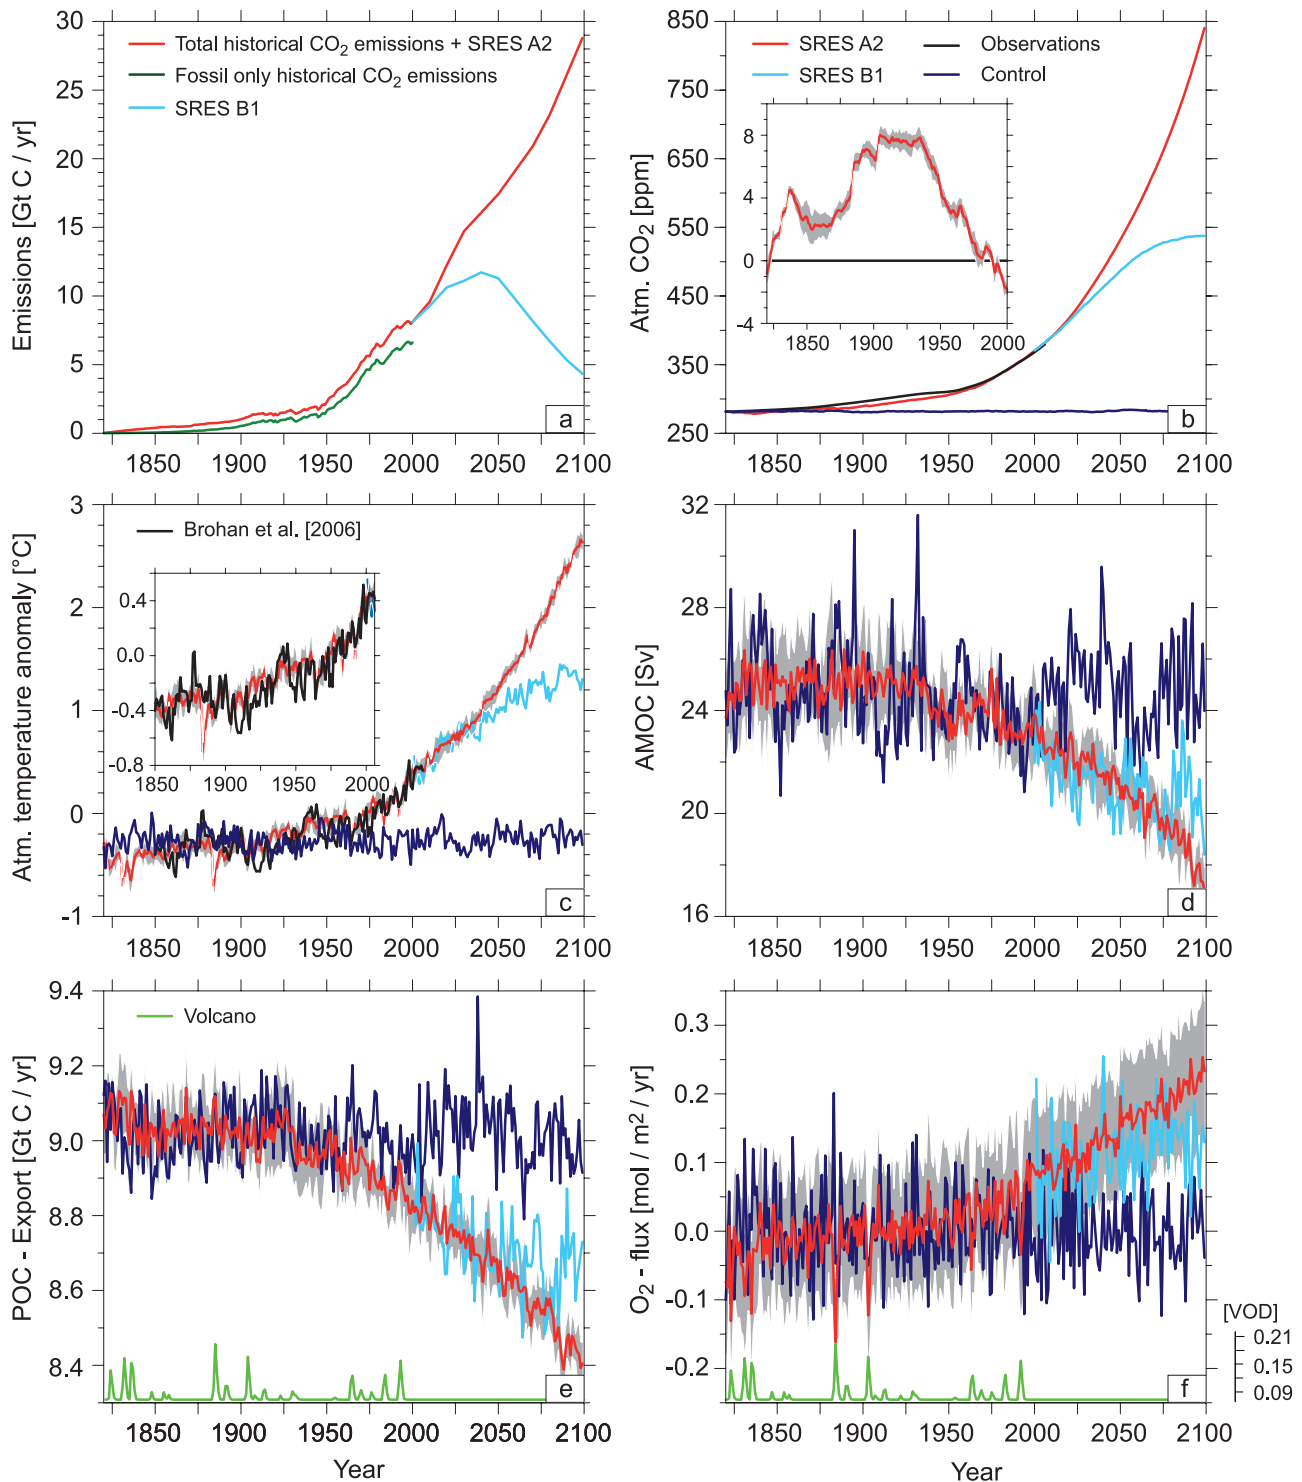 Emissions [Gt C / yr]
30
25
20
15
10
5
0
Total historical CO2 emissions + SRES A2
Fossil only historical CO2 emissions
SRES B1
a
1850 1900 1950 2000 2050 2100
Atm. CO2 [ppm]
850
750
650
550
450
350
250
SRES A2
SRES B1
Observations
Control
8
4
0
-4
1850 1900 1950 2000
b
1850 1900 1950 2000 2050 2100
Atm. temperature anomaly [°C]
3
2
1
0
-1
Brohan et al. [2006]
0.4
0.0
-0.4
-0.8
1850 1900 1950 2000
c
1850 1900 1950 2000 2050 2100
AMOC [Sv]
32
28
24
20
16
d
1850 1900 1950 2000 2050 2100
POC - Export [Gt C / yr]
9.4
9.2
9.0
8.8
8.6
8.4
Volcano
e
1850 1900 1950 2000 2050 2100
Year
O2 - flux [mol / m2 / yr]
0.3
0.2
0.1
0.0
-0.1
-0.2
f
[VOD]
0.21
0.15
0.09
1850 1900 1950 2000 2050 2100
Year